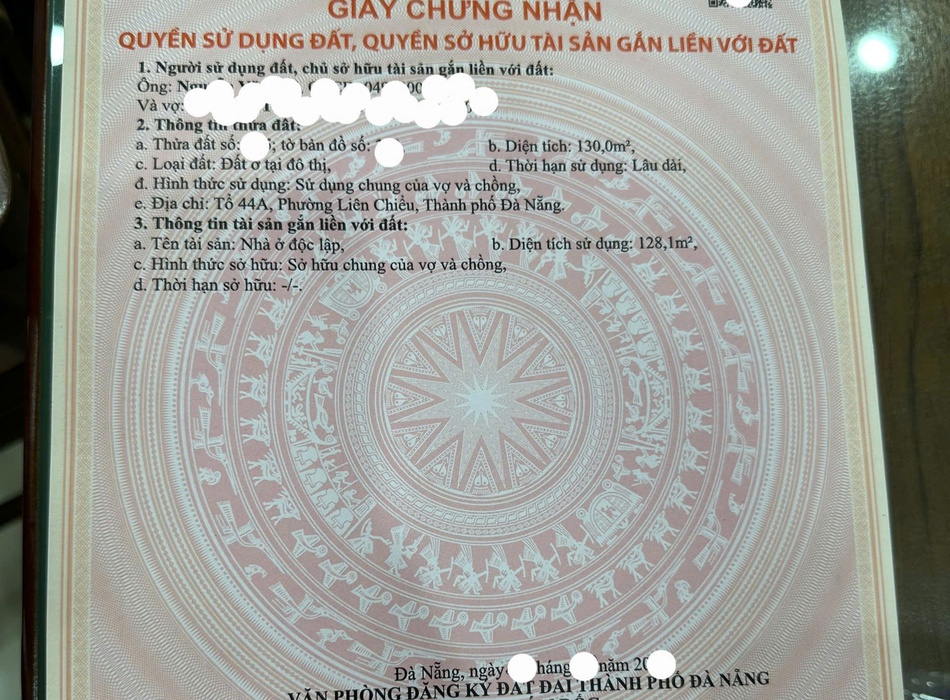 GIẤY CHỨNG NHẬN
QUYỀN SỬ DỤNG ĐẤT, QUYỀN SỞ HỮU TÀI SẢN GẮN LIỀN VỚI ĐẤT
1. Người sử dụng đất, chủ sở hữu tài sản gắn liền với đất:
Ông:
Và vợ:
2. Thông tin thửa đất:
a. Thửa đất số: ; tờ bản đồ số:
b. Diện tích: 130,0m²,
c. Loại đất: Đất ở tại đô thị,
d. Thời hạn sử dụng: Lâu dài,
đ. Hình thức sử dụng: Sử dụng chung của vợ và chồng,
e. Địa chỉ: Tổ 44A, Phường Liên Chiểu, Thành phố Đà Nẵng.
3. Thông tin tài sản gắn liền với đất:
a. Tên tài sản: Nhà ở độc lập,
b. Diện tích sử dụng: 128,1m²,
c. Hình thức sở hữu: Sở hữu chung của vợ và chồng,
d. Thời hạn sở hữu: -/-.
Đà Nẵng, ngày tháng năm
VĂN PHÒNG ĐĂNG KÝ ĐẤT ĐAI THÀNH PHỐ ĐÀ NẴNG